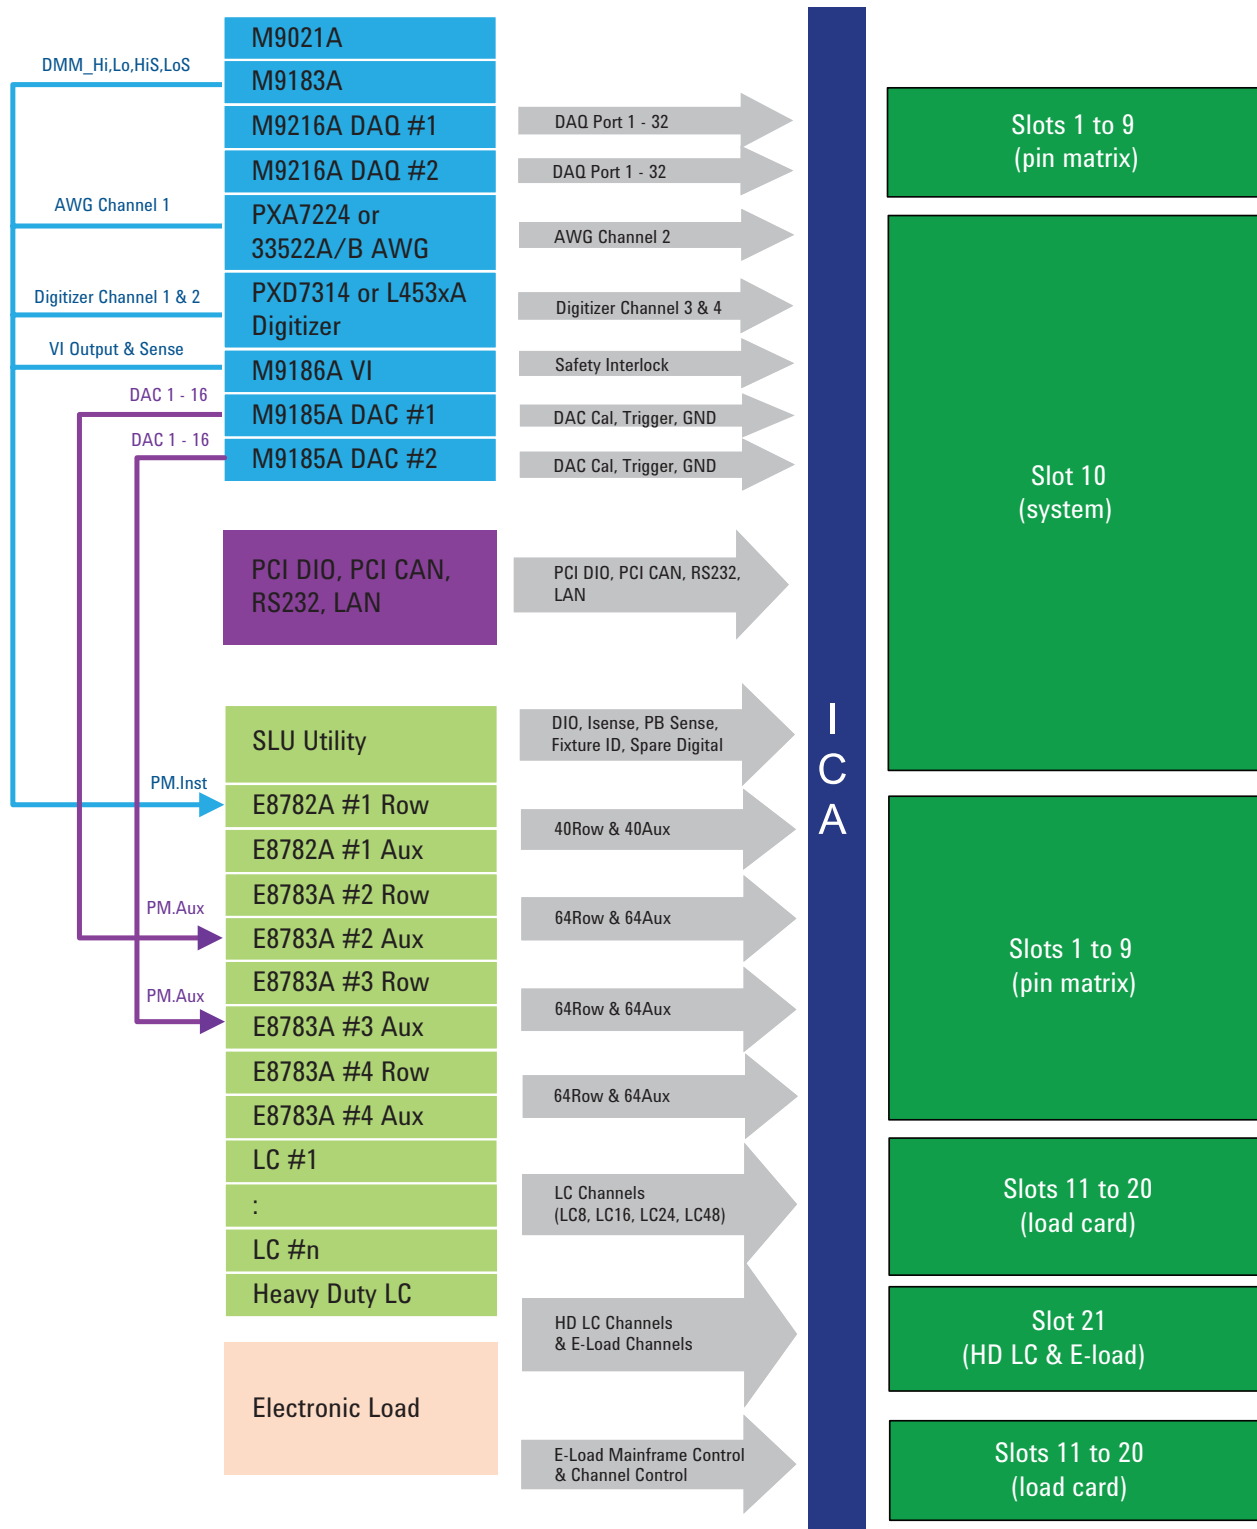 DMM_Hi,Lo,HiS,LoS
AWG Channel 1
Digitizer Channel 1 & 2
VI Output & Sense
DAC 1 - 16
DAC 1 - 16
PM.Inst
PM.Aux
PM.Aux
M9021A
M9183A
M9216A DAQ #1
M9216A DAQ #2
PXA7224 or
33522A/B AWG
PXD7314 or L453xA
Digitizer
M9186A VI
M9185A DAC #1
M9185A DAC #2
PCI DIO, PCI CAN,
RS232, LAN
SLU Utility
E8782A #1 Row
E8782A #1 Aux
E8783A #2 Row
E8783A #2 Aux
E8783A #3 Row
E8783A #3 Aux
E8783A #4 Row
E8783A #4 Aux
LC #1
:
LC #n
Heavy Duty LC
Electronic Load
DAQ Port 1 - 32
DAQ Port 1 - 32
AWG Channel 2
Digitizer Channel 3 & 4
Safety Interlock
DAC Cal, Trigger, GND
DAC Cal, Trigger, GND
PCI DIO, PCI CAN, RS232,
LAN
DIO, Isense, PB Sense,
Fixture ID, Spare Digital
40Row & 40Aux
64Row & 64Aux
64Row & 64Aux
64Row & 64Aux
LC Channels
(LC8, LC16, LC24, LC48)
HD LC Channels
& E-Load Channels
E-Load Mainframe Control
& Channel Control
I
C
A
Slots 1 to 9
(pin matrix)
Slot 10
(system)
Slots 1 to 9
(pin matrix)
Slots 11 to 20
(load card)
Slot 21
(HD LC & E-load)
Slots 11 to 20
(load card)